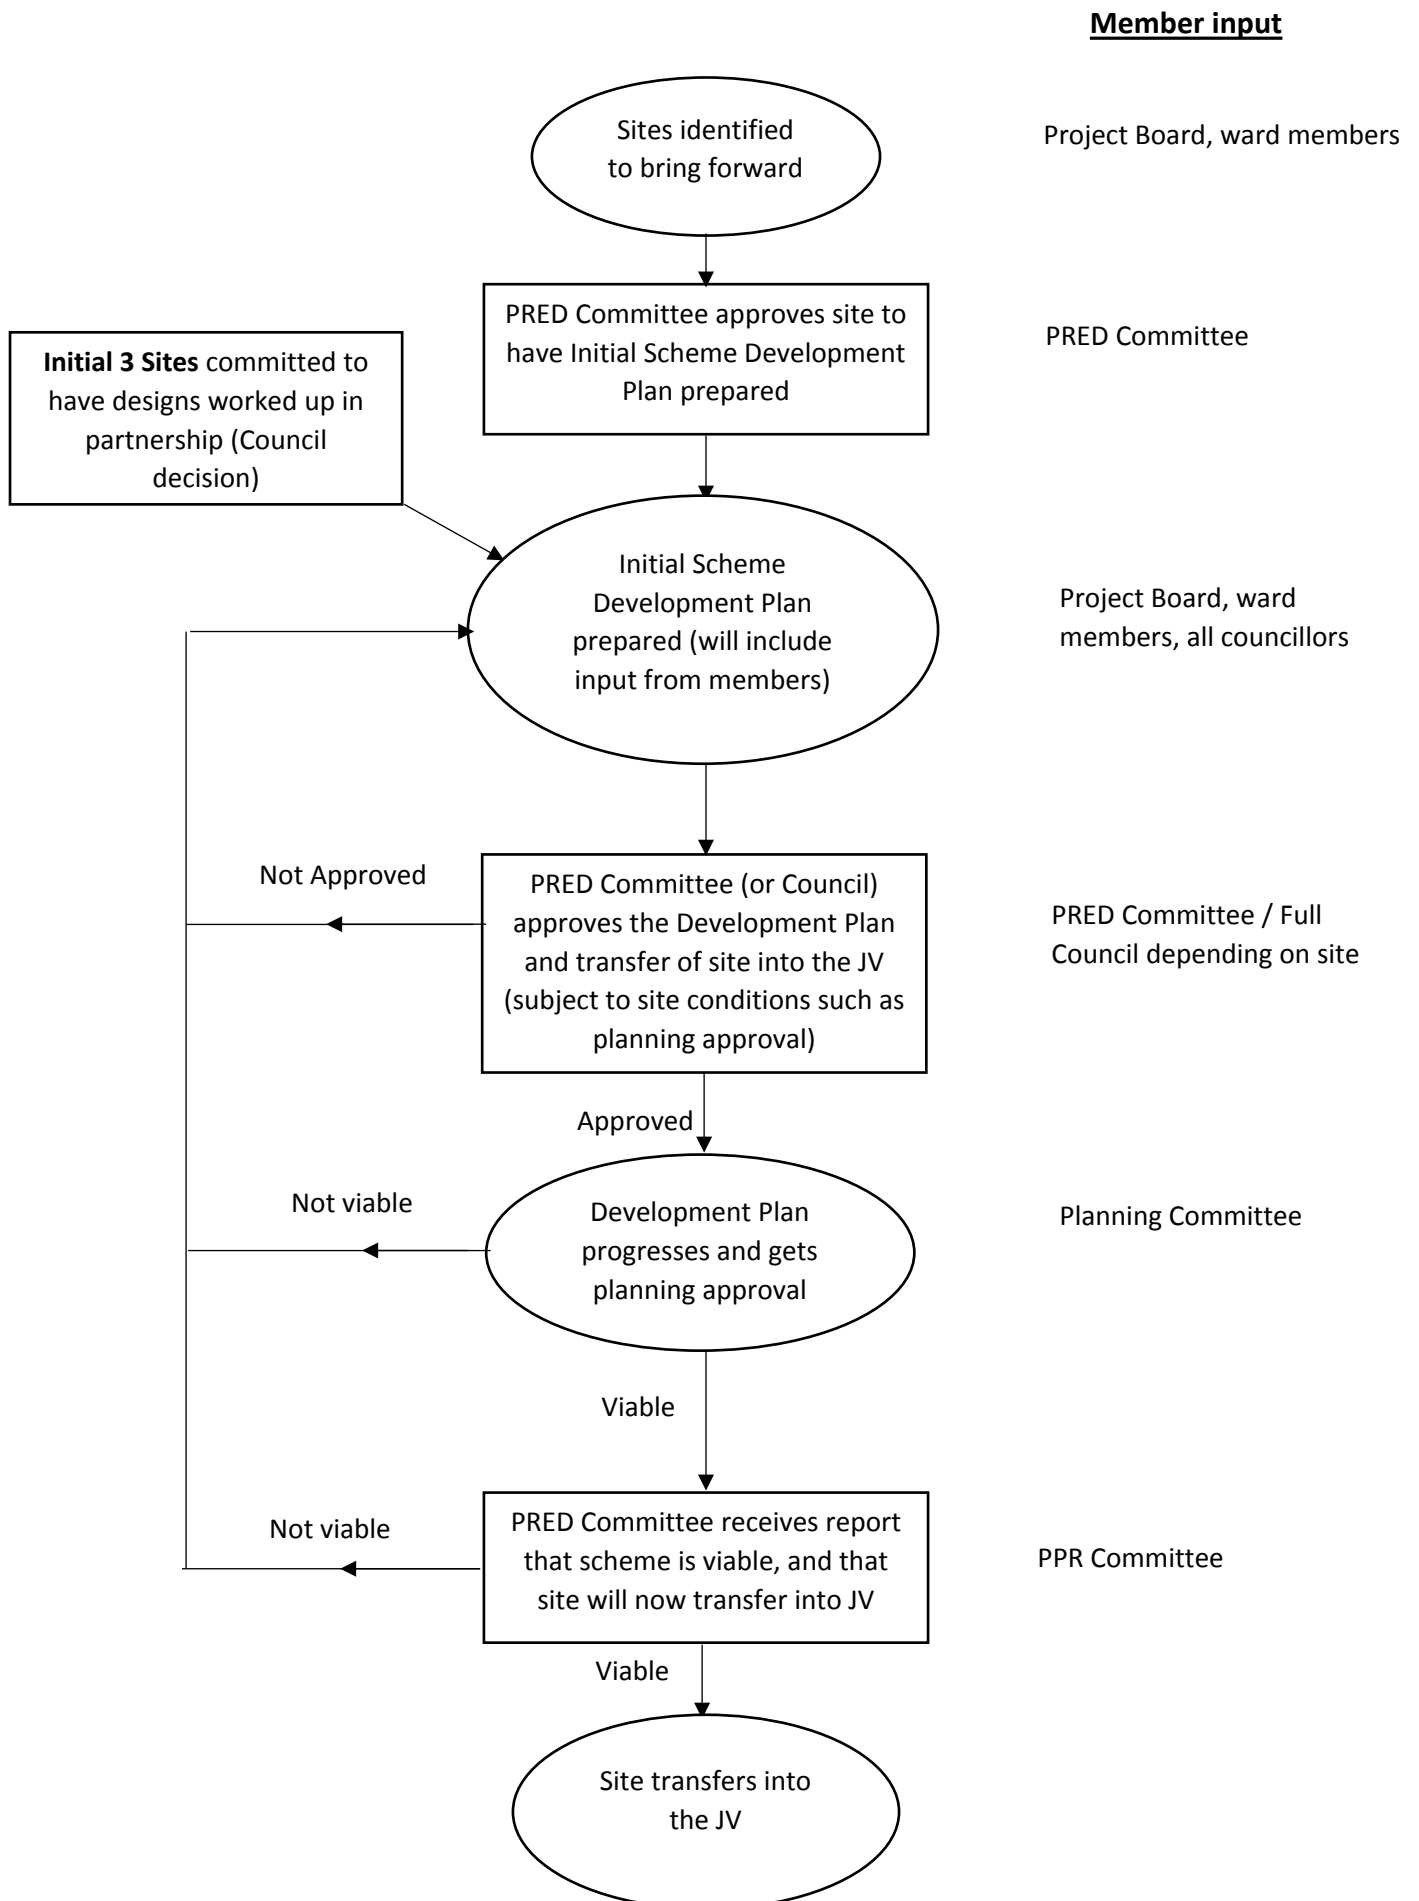 Member input
Sites identified
to bring forward
Project Board, ward members
PRED Committee approves site to
have Initial Scheme Development
Plan prepared
PRED Committee
Initial 3 Sites committed to
have designs worked up in
partnership (Council
decision)
Initial Scheme
Development Plan
prepared (will include
input from members)
Project Board, ward
members, all councillors
Not Approved
PRED Committee (or Council)
approves the Development Plan
and transfer of site into the JV
(subject to site conditions such as
planning approval)
PRED Committee / Full
Council depending on site
Approved
Not viable
Development Plan
progresses and gets
planning approval
Planning Committee
Viable
Not viable
PRED Committee receives report
that scheme is viable, and that
site will now transfer into JV
PPR Committee
Viable
Site transfers into
the JV